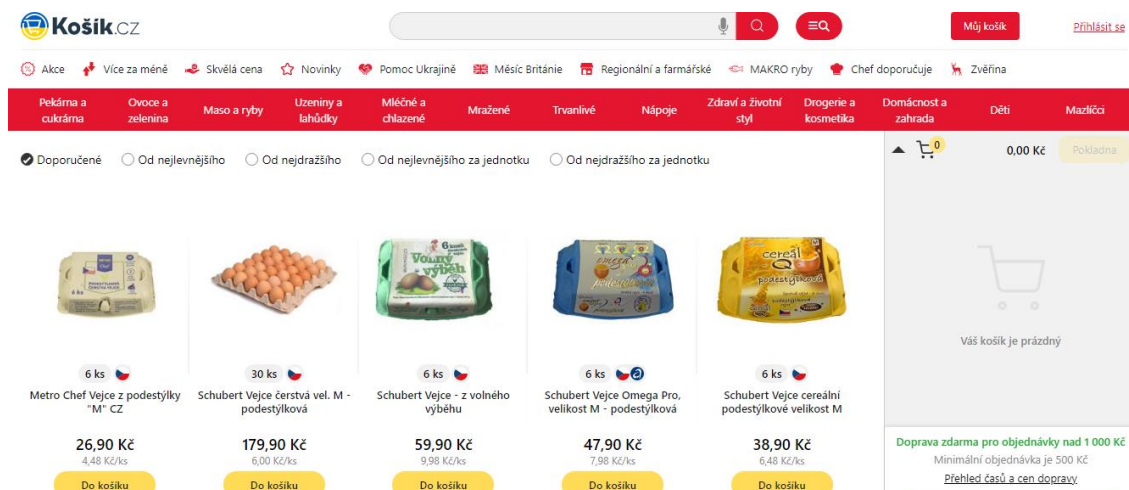 Košík.cz
Můj košík
Přihlásit se
Akce
Více za méně
Skvělá cena
Novinky
Pomoc Ukrajině
Měsíc Británie
Regionální a farmářské
MAKRO ryby
Chef doporučuje
Zvěřina
Pekárna a
cukrárna
Ovoce a
zelenina
Maso a ryby
Uzeniny a
lahůdky
Mléčné a
chlazené
Mražené
Trvanlivé
Nápoje
Zdraví a životní
styl
Drogerie a
kosmetika
Domácnost a
zahrada
Děti
Mazlíčci
Doporučené
Od nejlevnějšího
Od nejdražšího
Od nejlevnějšího za jednotku
Od nejdražšího za jednotku
0
0,00 Kč
Pokladna
Volný
výběh
omega
cereál
podestýlková
6 ks
Metro Chef Vejce z podestýlky
"M" CZ
26,90 Kč
4,48 Kč/ks
Do košíku
30 ks
Schubert Vejce čerstvá vel. M -
podestýlková
179,90 Kč
6,00 Kč/ks
Do košíku
6 ks
Schubert Vejce - z volného
výběhu
59,90 Kč
9,98 Kč/ks
Do košíku
6 ks
Schubert Vejce Omega Pro,
velikost M - podestýlková
47,90 Kč
7,98 Kč/ks
Do košíku
6 ks
Schubert Vejce cereální
podestýlkové velikost M
38,90 Kč
6,48 Kč/ks
Do košíku
Váš košík je prázdný
Doprava zdarma pro objednávky nad 1 000 Kč
Minimální objednávka je 500 Kč
Přehled časů a cen dopravy